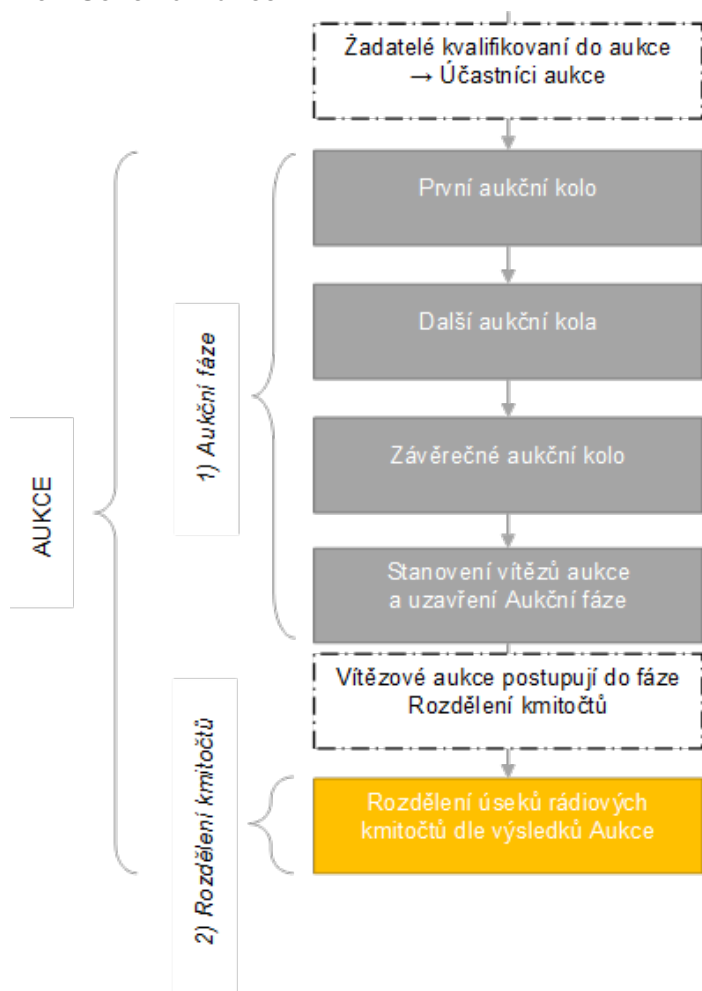 Žadatelé kvalifikovaní do aukce
→ Účastníci aukce
První aukční kolo
Další aukční kola
1) Aukční fáze
Závěrečné aukční kolo
AUKCE
Stanovení vítězů aukce
a uzavření Aukční fáze
Vítězové aukce postupují do fáze
Rozdělení kmitočtů
2) Rozdělení kmitočtů
Rozdělení úseků rádiových
kmitočtů dle výsledků Aukce